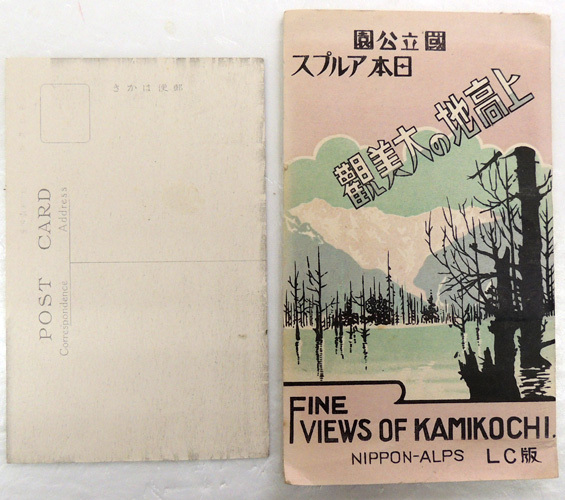 郵便はかき
POST CARD
Correspondence
Address
國立公園
日本アルプス
上高地の大美觀
FINE
VIEWS OF KAMIKOCHI.
NIPPON-ALPS LC版